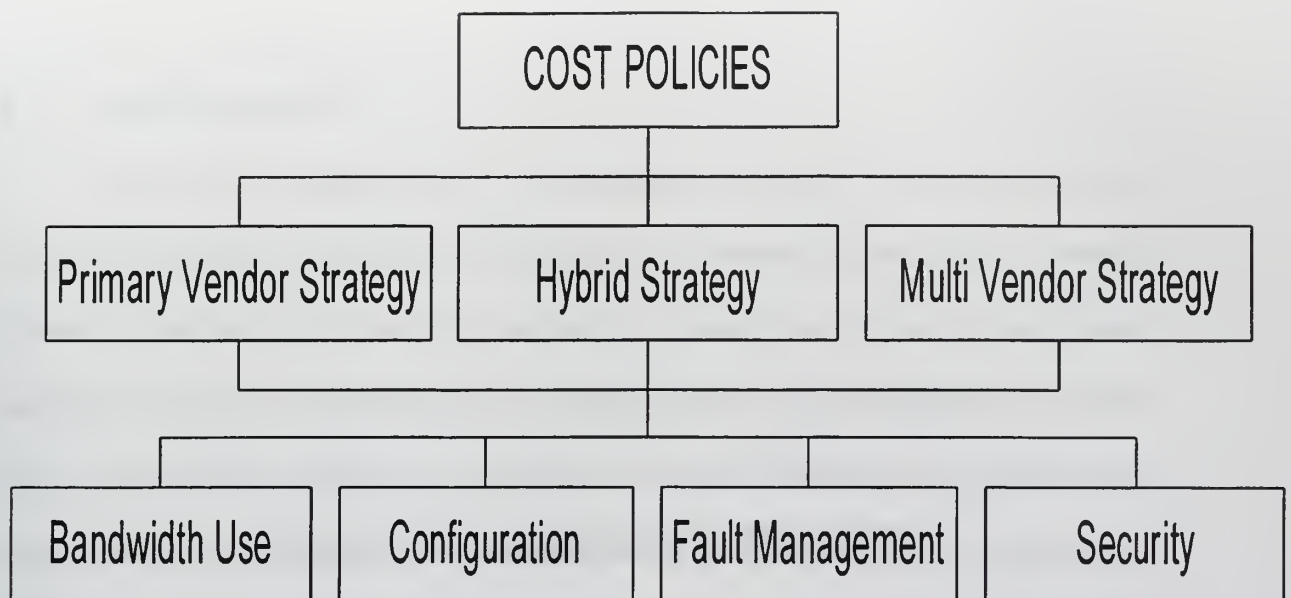 COST POLICIES
Primary Vendor Strategy
Hybrid Strategy
Multi Vendor Strategy
Bandwidth Use
Configuration
Fault Management
Security